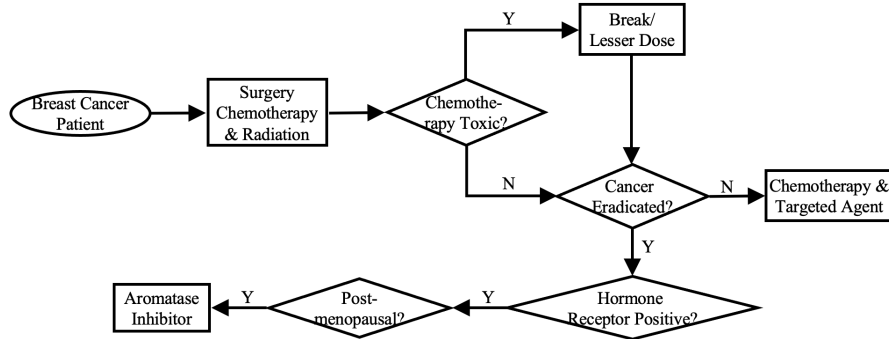 Y
Break/
Lesser Dose
Breast Cancer
Patient
Surgery
Chemotherapy
& Radiation
Chemothe-
rapy Toxic?
N
Cancer
Eradicated?
N
Chemotherapy &
Targeted Agent
Y
Aromatase
Inhibitor
Y
Post-
menopausal?
Y
Hormone
Receptor Positive?